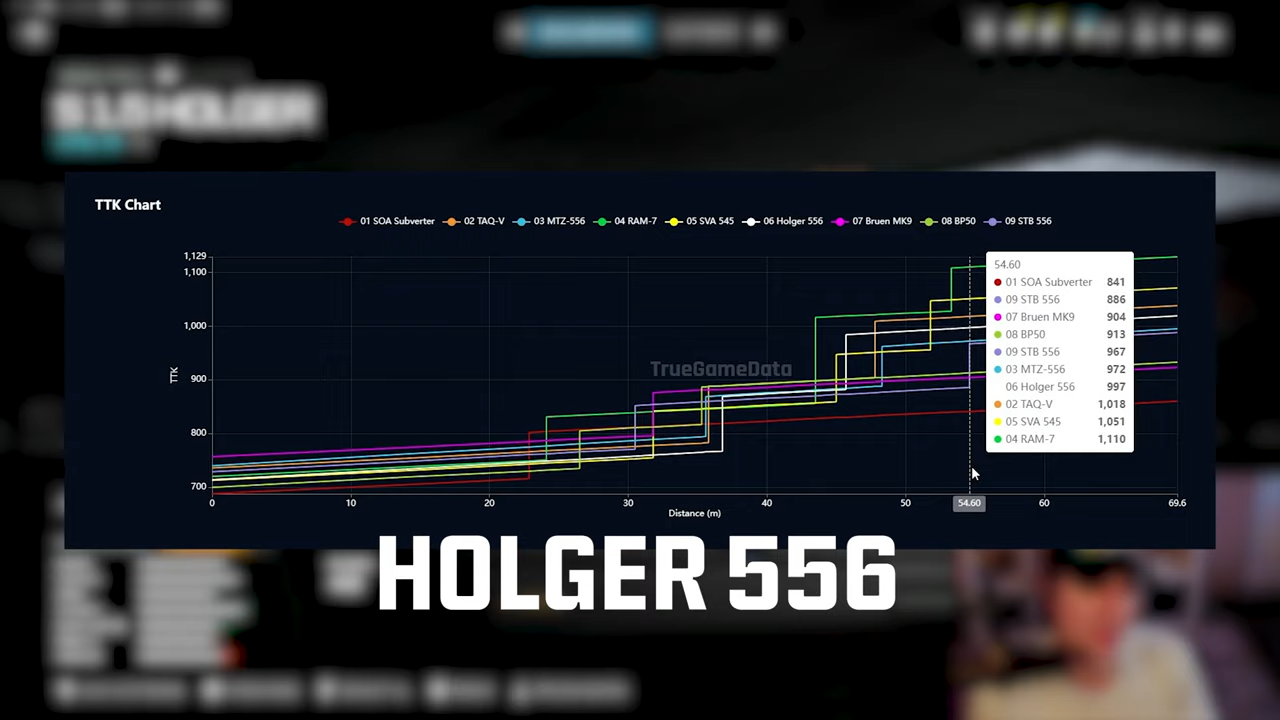 S 1.5 HOLGER
TTK Chart
01 SOA Subverter 02 TAQ-V 03 MTZ-556 04 RAM-7 05 SVA 545 06 Holger 556 07 Bruen MK9 08 BP50 09 STB 556
1,129
1,100
1,000
900
800
700
TTK
TrueGameData
0 10 20 30 40 50 54.60 60 69.6
Distance (m)
54.60
01 SOA Subverter 841
09 STB 556 886
07 Bruen MK9 904
08 BP50 913
09 STB 556 967
03 MTZ-556 972
06 Holger 556 997
02 TAQ-V 1,018
05 SVA 545 1,051
04 RAM-7 1,110
HOLGER 556